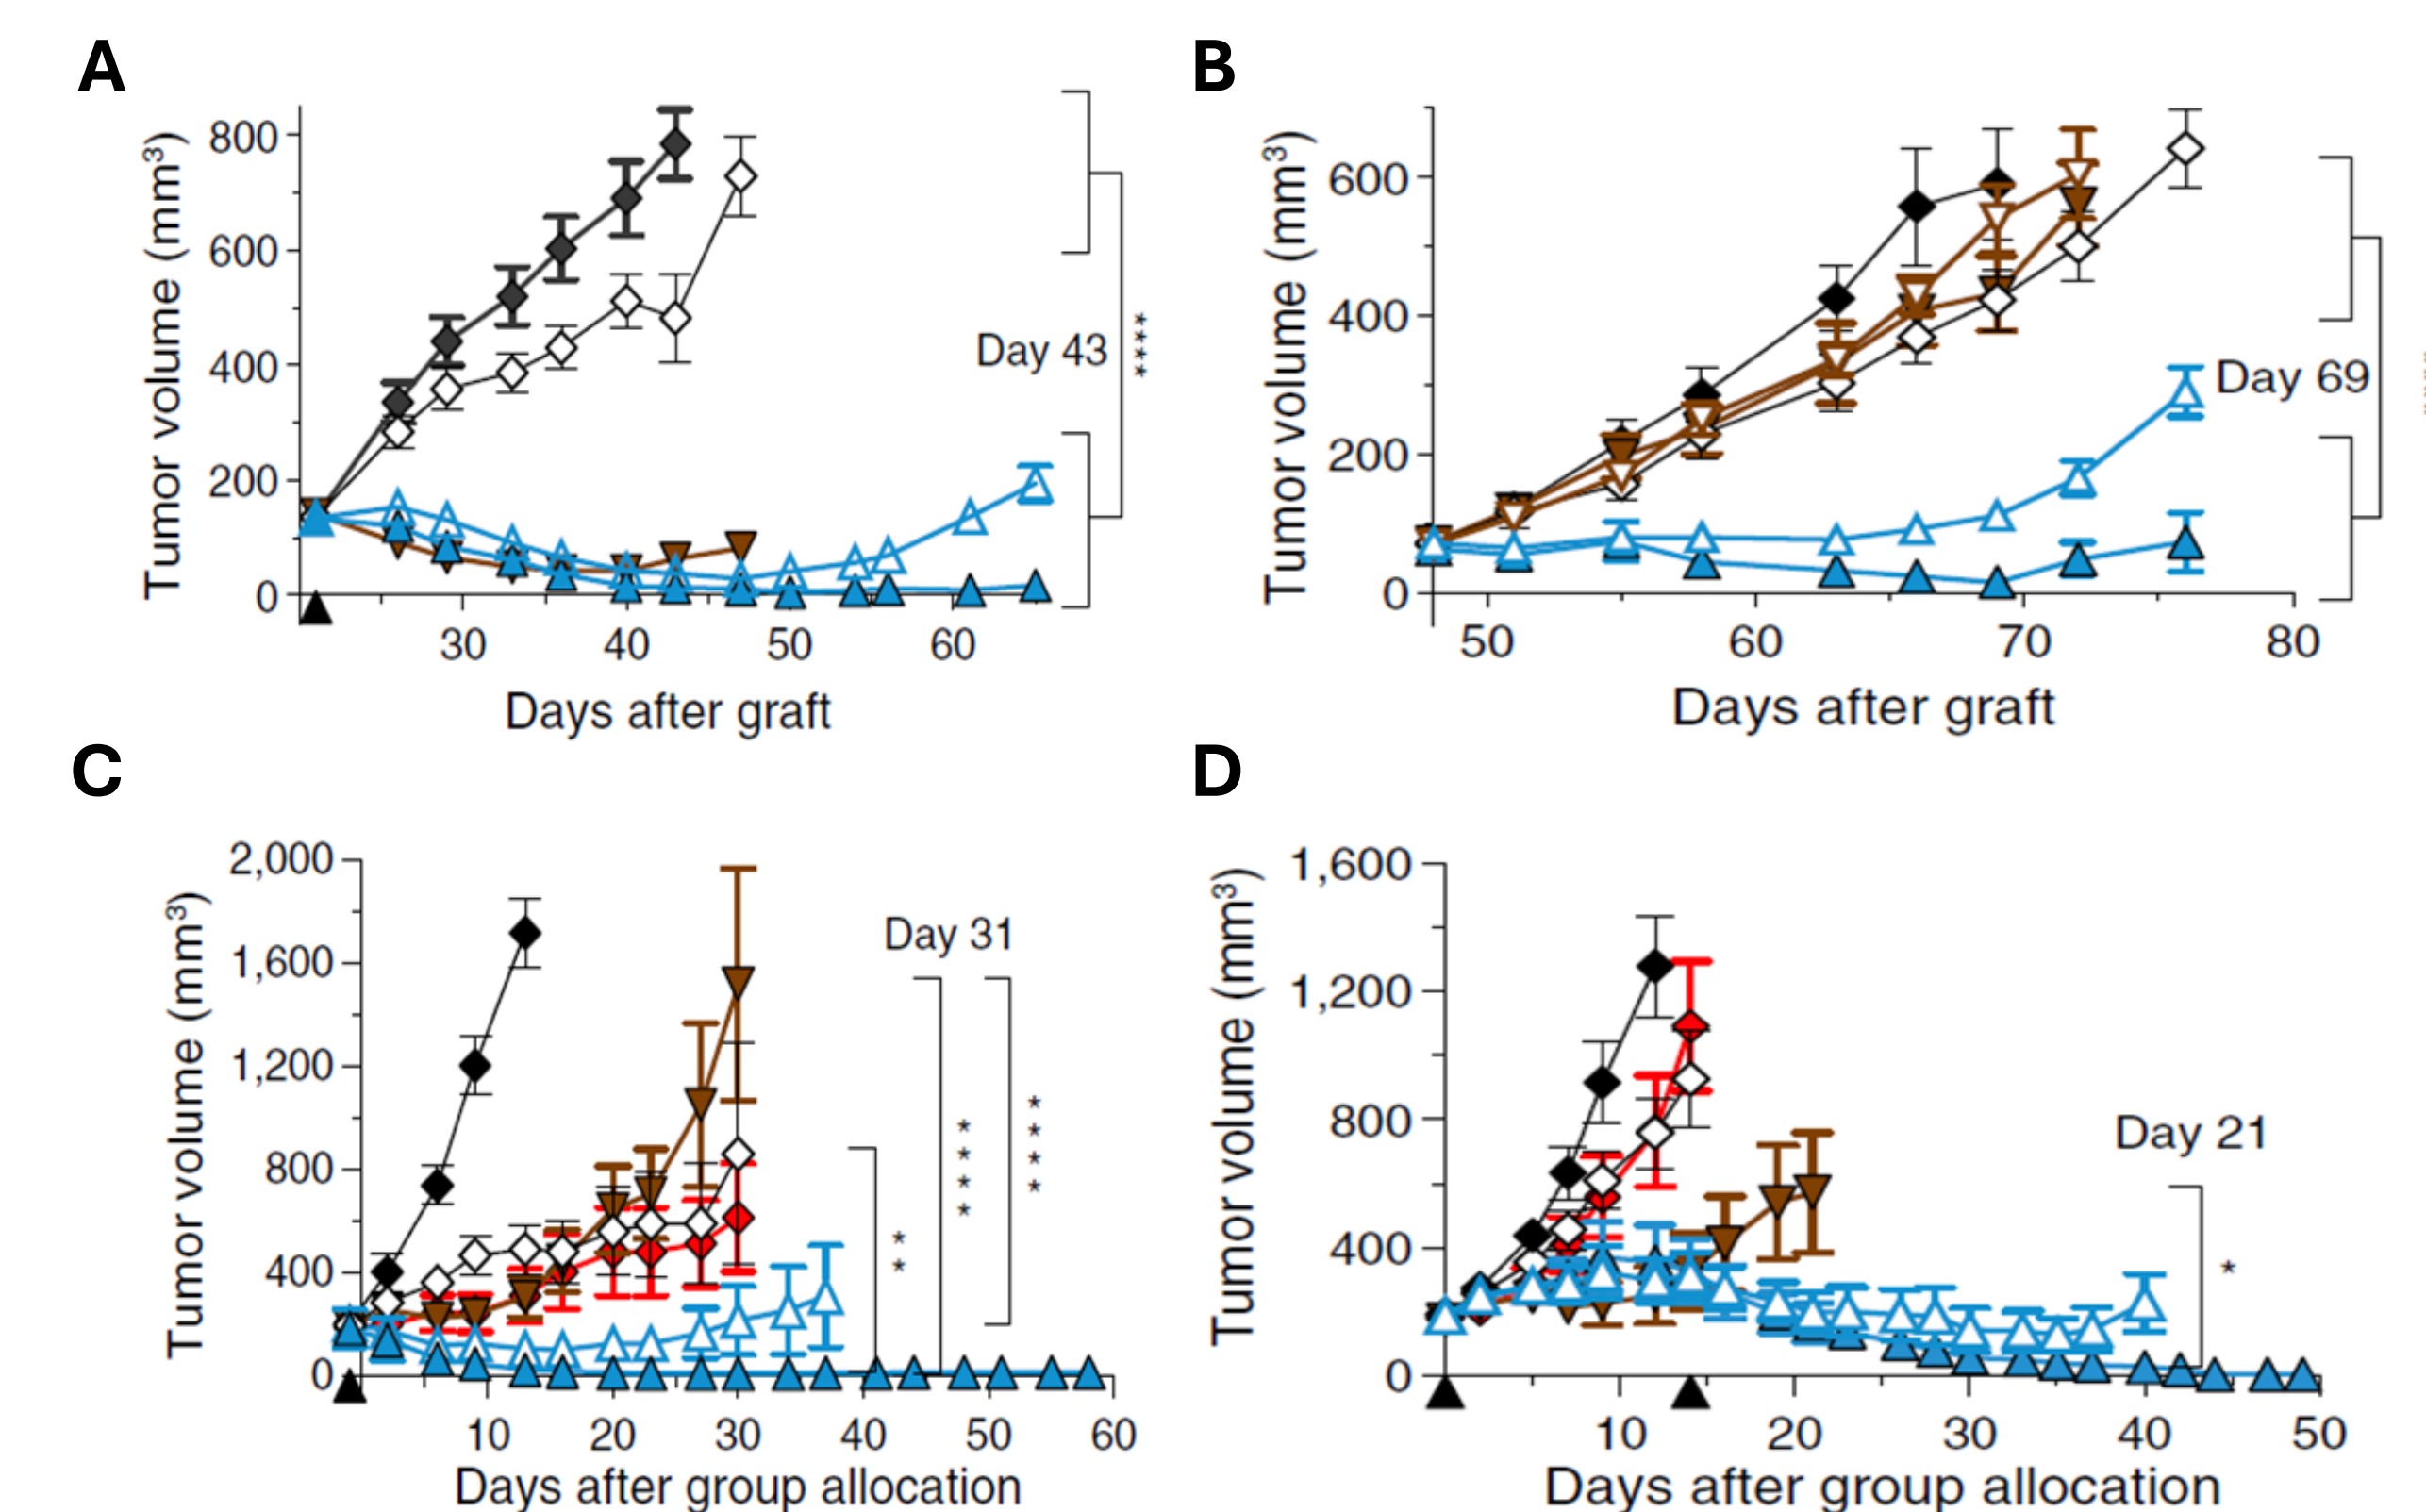 A
Tumor volume (mm³)
800
600
400
200
0
30 40 50 60
Days after graft
Day 43
****
B
Tumor volume (mm³)
600
400
200
0
50 60 70 80
Days after graft
Day 69
C
Tumor volume (mm³)
2,000
1,600
1,200
800
400
0
10 20 30 40 50 60
Days after group allocation
Day 31
**
****
****
D
Tumor volume (mm³)
1,600
1,200
800
400
0
10 20 30 40 50
Days after group allocation
Day 21
*